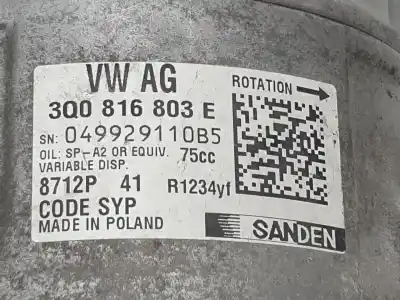 VW AG
ROTATION
3Q0 816 803 E
SN: 049929110B5
OIL: SP-A2 OR EQUIV. 75cc
VARIABLE DISP.
8712P 41 R1234yf
CODE SYP
MADE IN POLAND
SANDEN